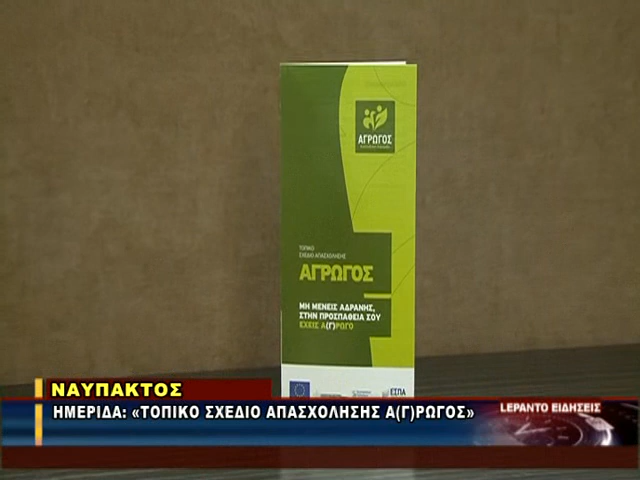 ΑΓΡΩΓΟΣ
ΤΟΠΙΚΟ
ΣΧΕΔΙΟ ΑΠΑΣΧΟΛΗΣΗΣ
ΑΓΡΩΓΟΣ
ΜΗ ΜΕΝΕΙΣ ΑΔΡΑΝΗΣ,
ΣΤΗΝ ΠΡΟΣΠΑΘΕΙΑ ΣΟΥ
ΕΧΕΙΣ Α(Γ)ΡΩΓΟ
ΕΣΠΑ
ΝΑΥΠΑΚΤΟΣ
ΗΜΕΡΙΔΑ: «ΤΟΠΙΚΟ ΣΧΕΔΙΟ ΑΠΑΣΧΟΛΗΣΗΣ Α(Γ)ΡΩΓΟΣ»
LEPANTO ΕΙΔΗΣΕΙΣ